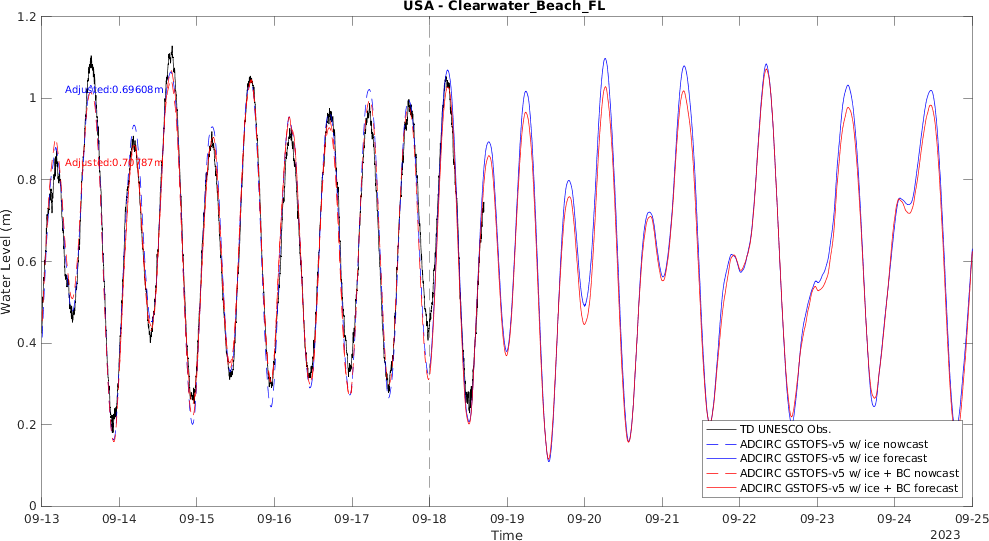 USA - Clearwater_Beach_FL
1.2
1
0.8
0.6
0.4
0.2
0
Water Level (m)
Adjusted:0.69608m
Adjusted:0.70787m
TD UNESCO Obs.
ADCIRC GSTOFS-v5 w/ ice nowcast
ADCIRC GSTOFS-v5 w/ ice forecast
ADCIRC GSTOFS-v5 w/ ice + BC nowcast
ADCIRC GSTOFS-v5 w/ ice + BC forecast
09-13 09-14 09-15 09-16 09-17 09-18 09-19 09-20 09-21 09-22 09-23 09-24 09-25
Time
2023